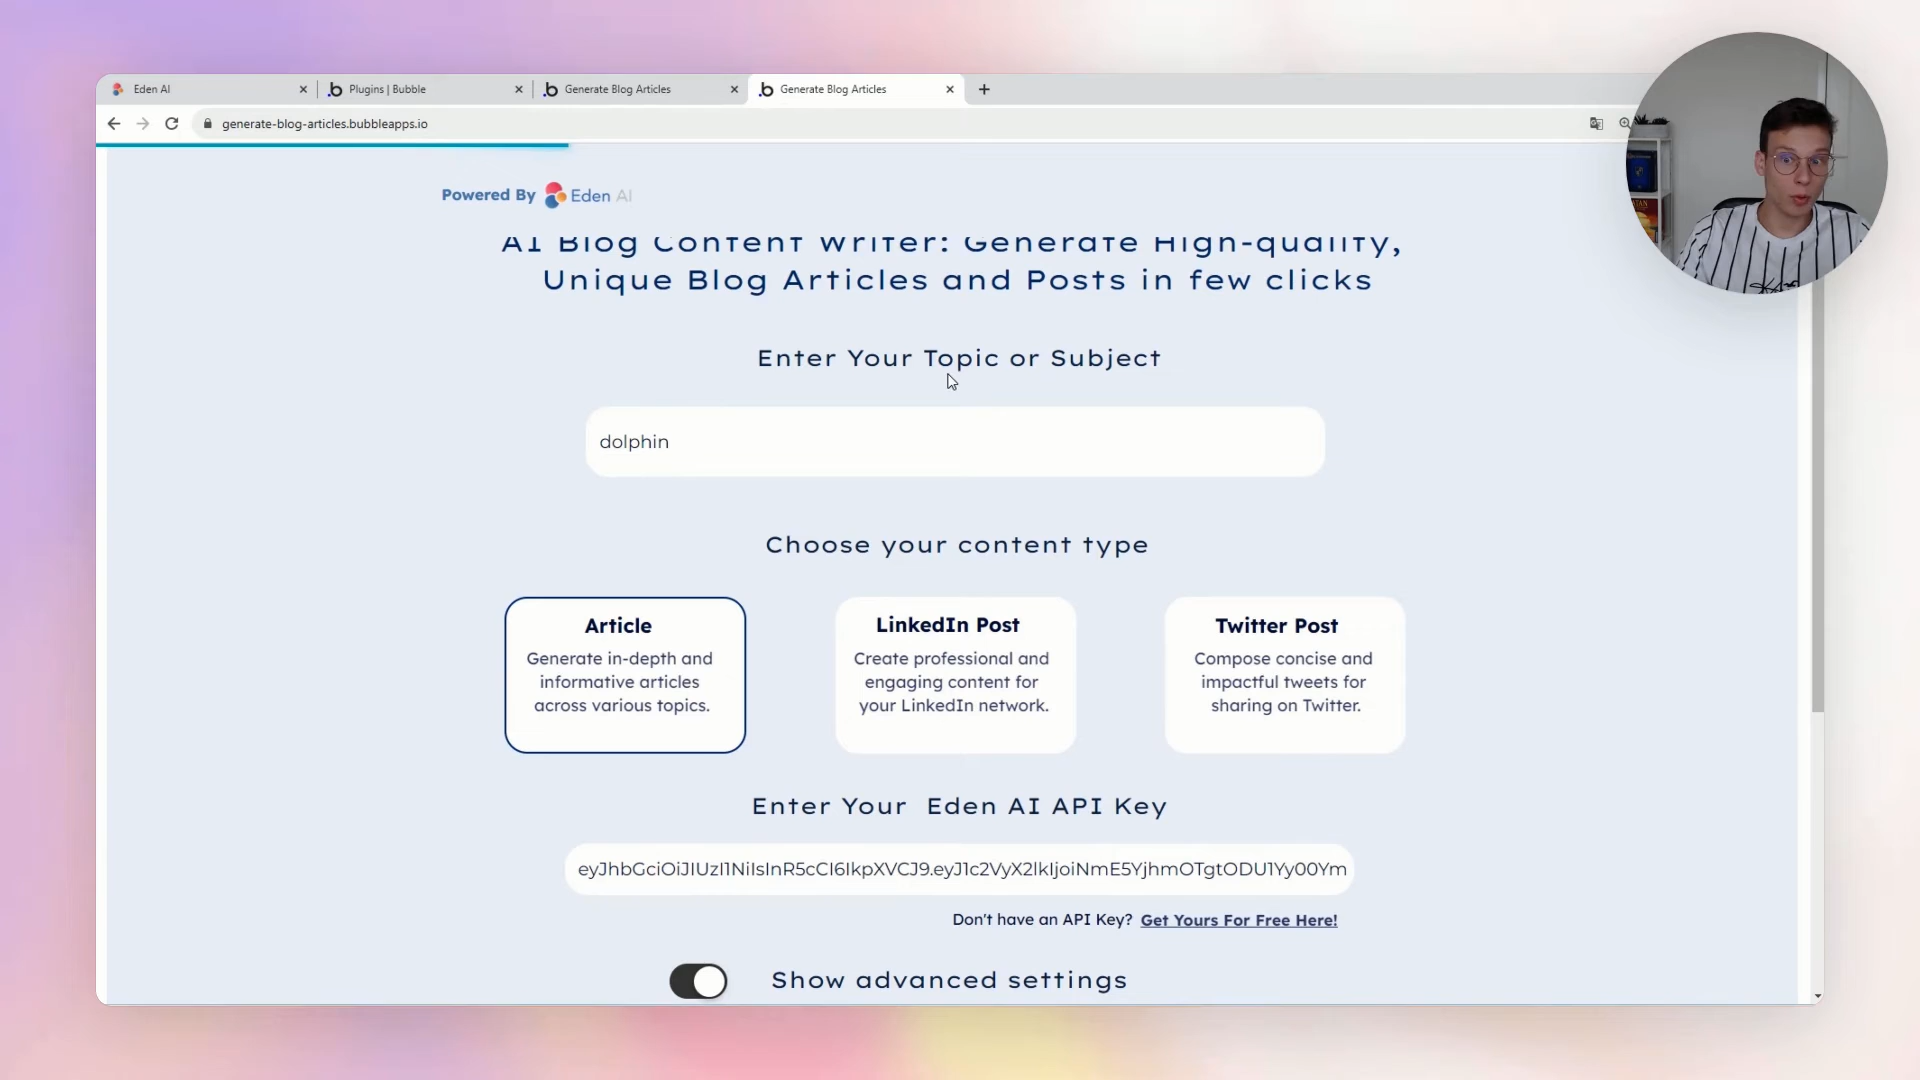 Eden AI
Plugins | Bubble
Generate Blog Articles
Generate Blog Articles
generate-blog-articles.bubbleapps.io
Powered By Eden AI
AI Blog Content Writer: Generate High-quality,
Unique Blog Articles and Posts in few clicks
Enter Your Topic or Subject
dolphin
Choose your content type
Article
Generate in-depth and
informative articles
across various topics.
LinkedIn Post
Create professional and
engaging content for
your LinkedIn network.
Twitter Post
Compose concise and
impactful tweets for
sharing on Twitter.
Enter Your Eden AI API Key
Don't have an API Key? Get Yours For Free Here!
Show advanced settings